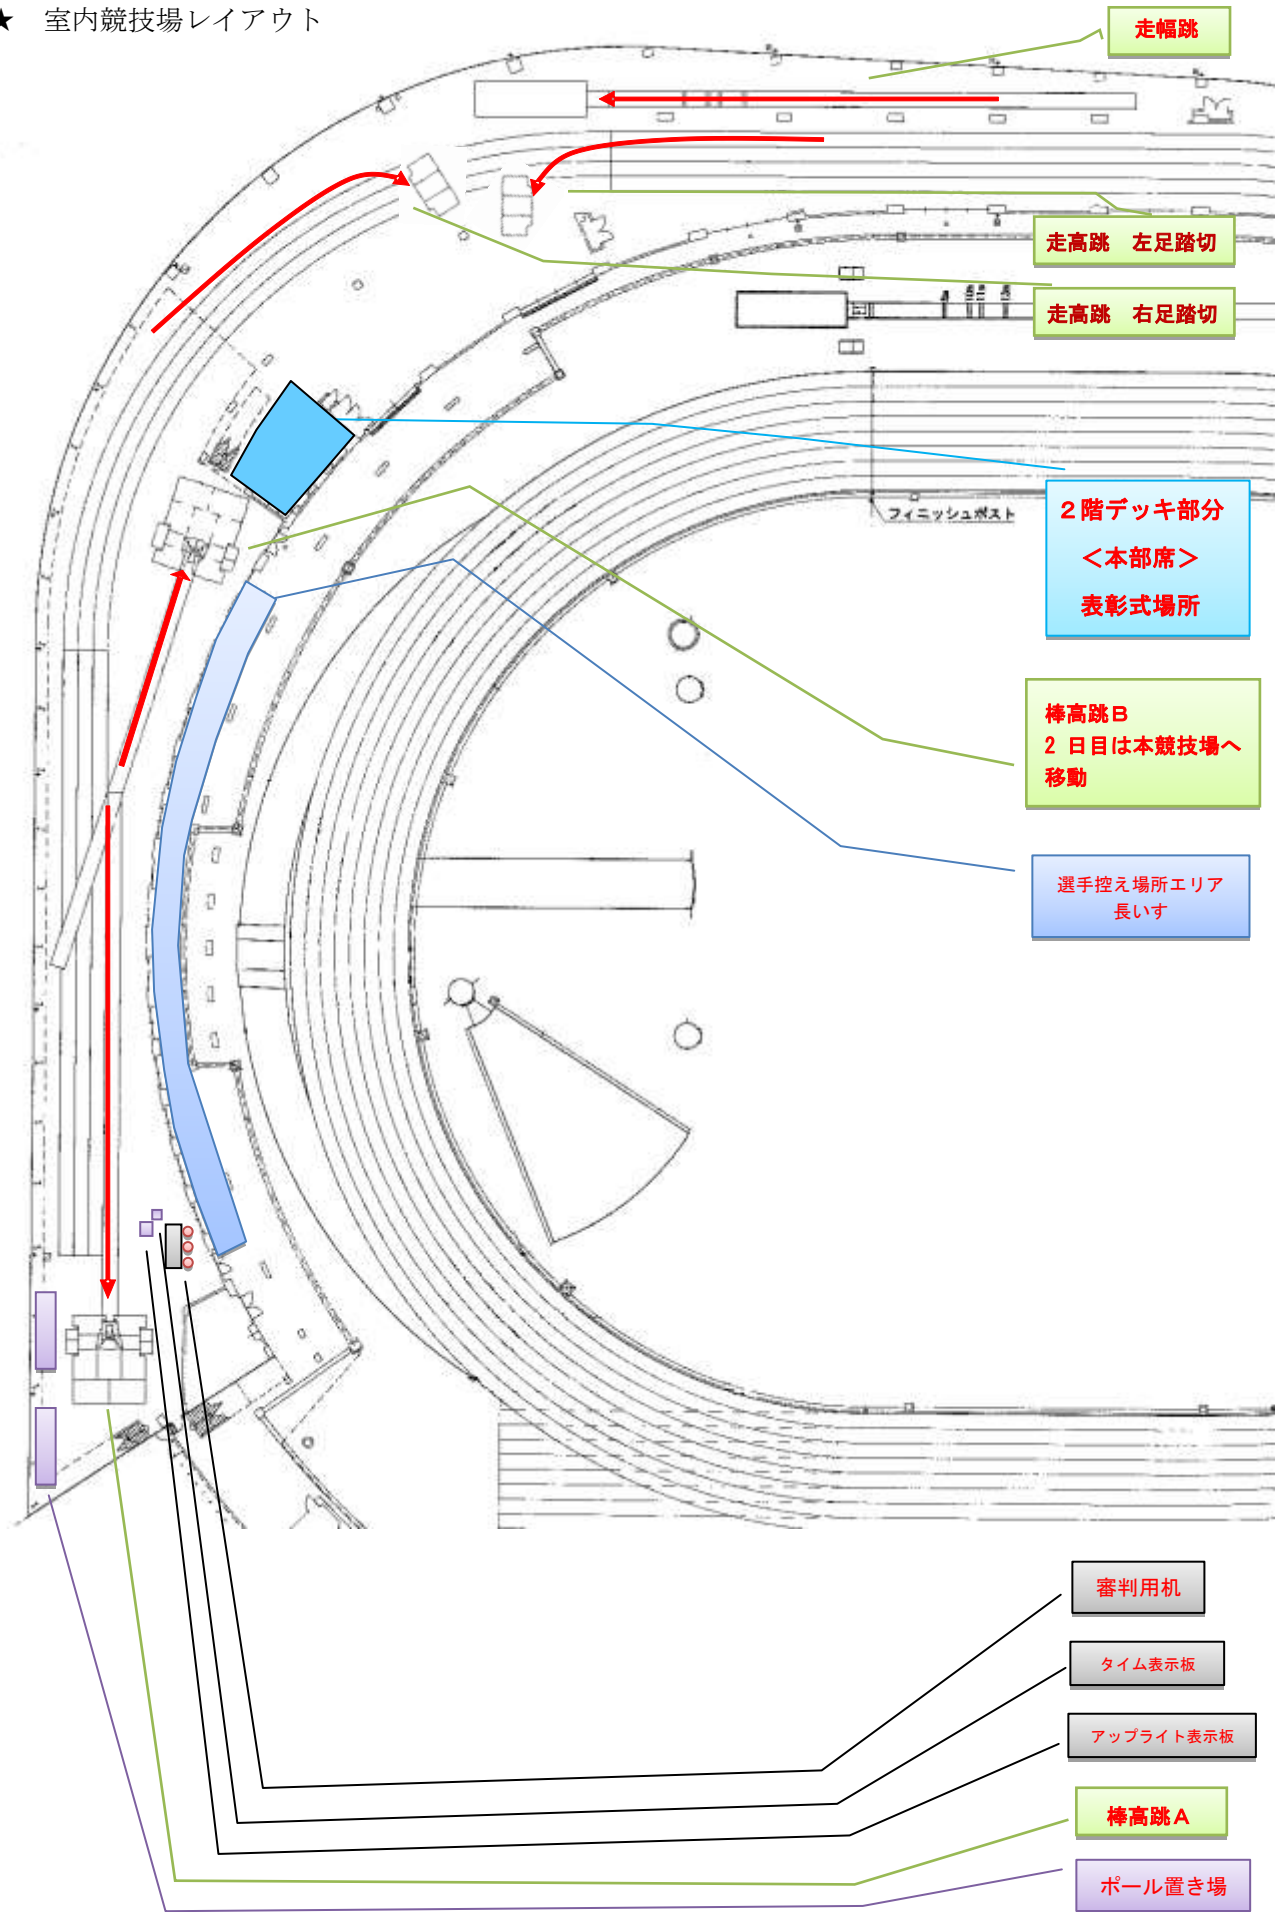 ★　室内競技場レイアウト
走幅跳
走高跳　左足踏切
走高跳　右足踏切
フィニッシュポスト
２階デッキ部分
＜本部席＞
表彰式場所
棒高跳Ｂ
2 日目は本競技場へ
移動
選手控え場所エリア
長いす
審判用机
タイム表示板
アップライト表示板
棒高跳Ａ
ポール置き場